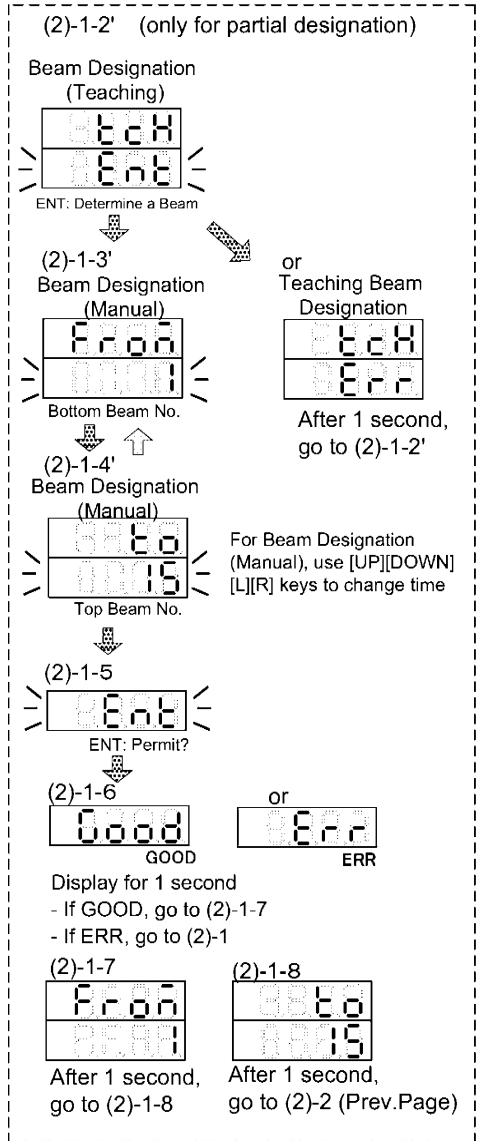 (2)-1-2' (only for partial designation)
Beam Designation
(Teaching)
tcH
Ent
ENT: Determine a Beam
(2)-1-3'
Beam Designation
(Manual)
From
1
Bottom Beam No.
or
Teaching Beam
Designation
tcH
Err
After 1 second,
go to (2)-1-2'
(2)-1-4'
Beam Designation
(Manual)
to
15
Top Beam No.
For Beam Designation
(Manual), use [UP][DOWN]
[L][R] keys to change time
(2)-1-5
Ent
ENT: Permit?
(2)-1-6
Good
GOOD
or
Err
ERR
Display for 1 second
- If GOOD, go to (2)-1-7
- If ERR, go to (2)-1
(2)-1-7
From
1
After 1 second,
go to (2)-1-8
(2)-1-8
to
15
After 1 second,
go to (2)-2 (Prev.Page)